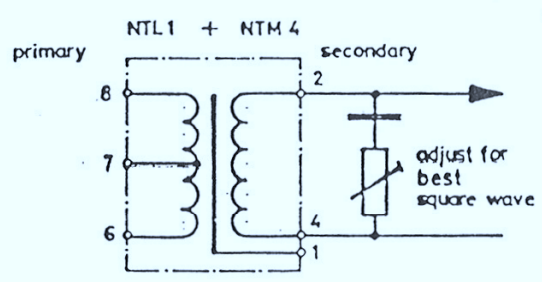 NTL1 + NTM4
primary
secondary
8
2
7
adjust for
best
square wave
6
4
1